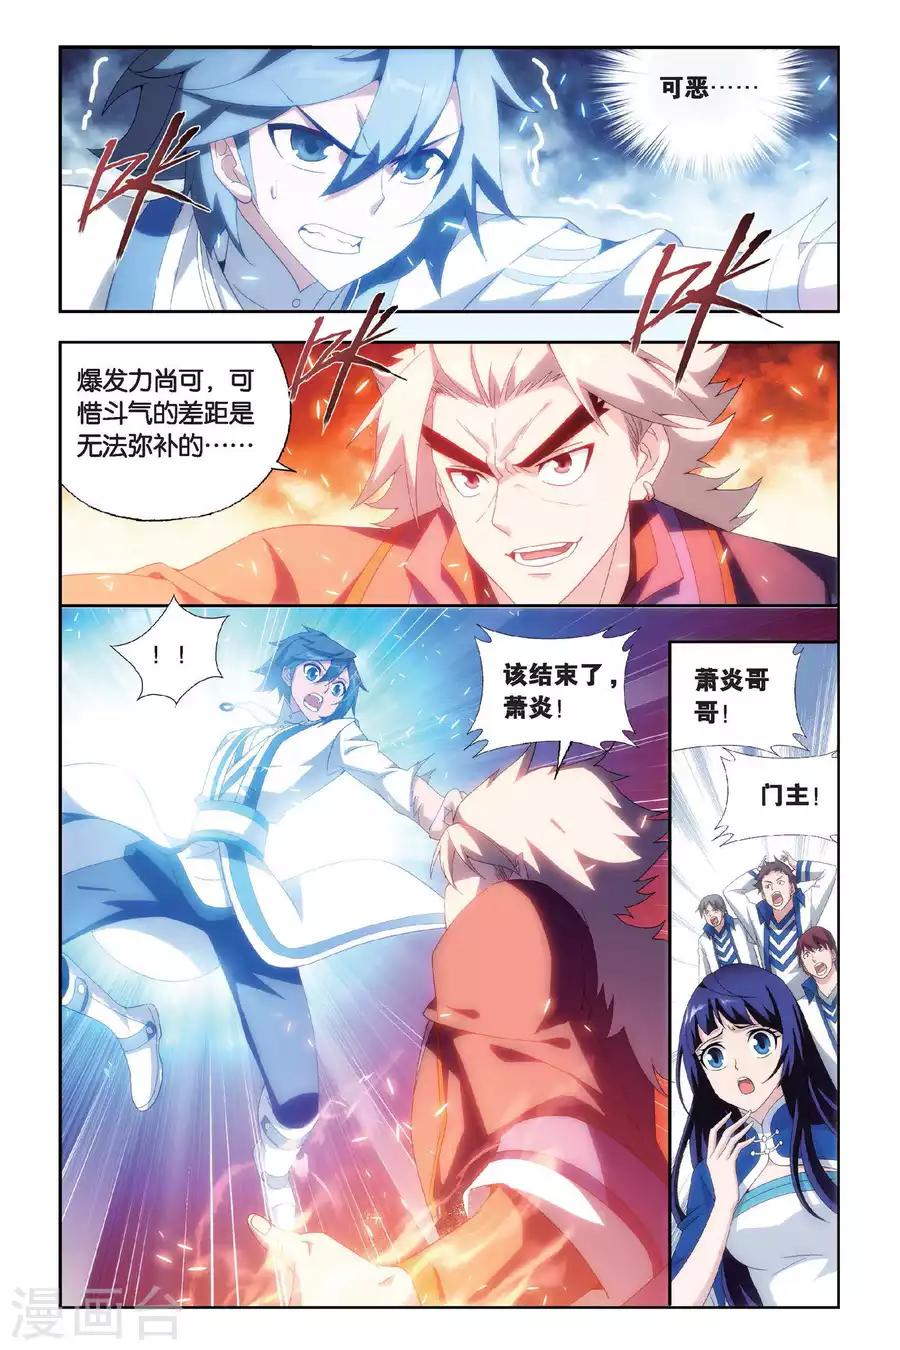 可恶……
咔
咔
咔
咔
爆发力尚可，可
惜斗气的差距是
无法弥补的……
！！
该结束了，
萧炎！
萧炎哥
哥！
门主！
漫画台